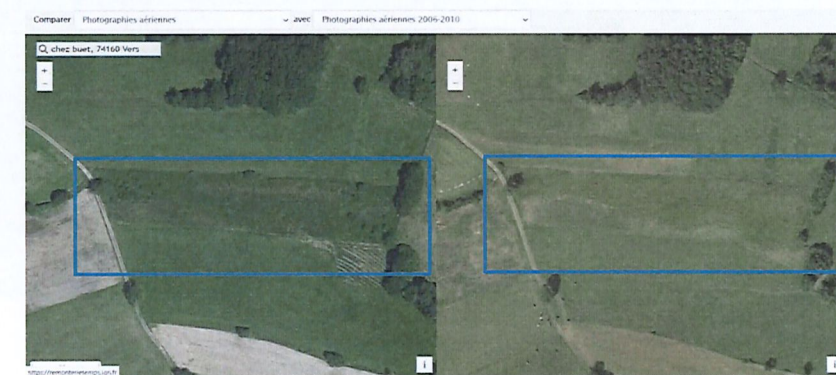 Comparer Photographies aériennes avec Photographies aériennes 2006-2010
chez buet, 74160 Vers
+
−
+
−
i
i
https://remonterletemps.ign.fr